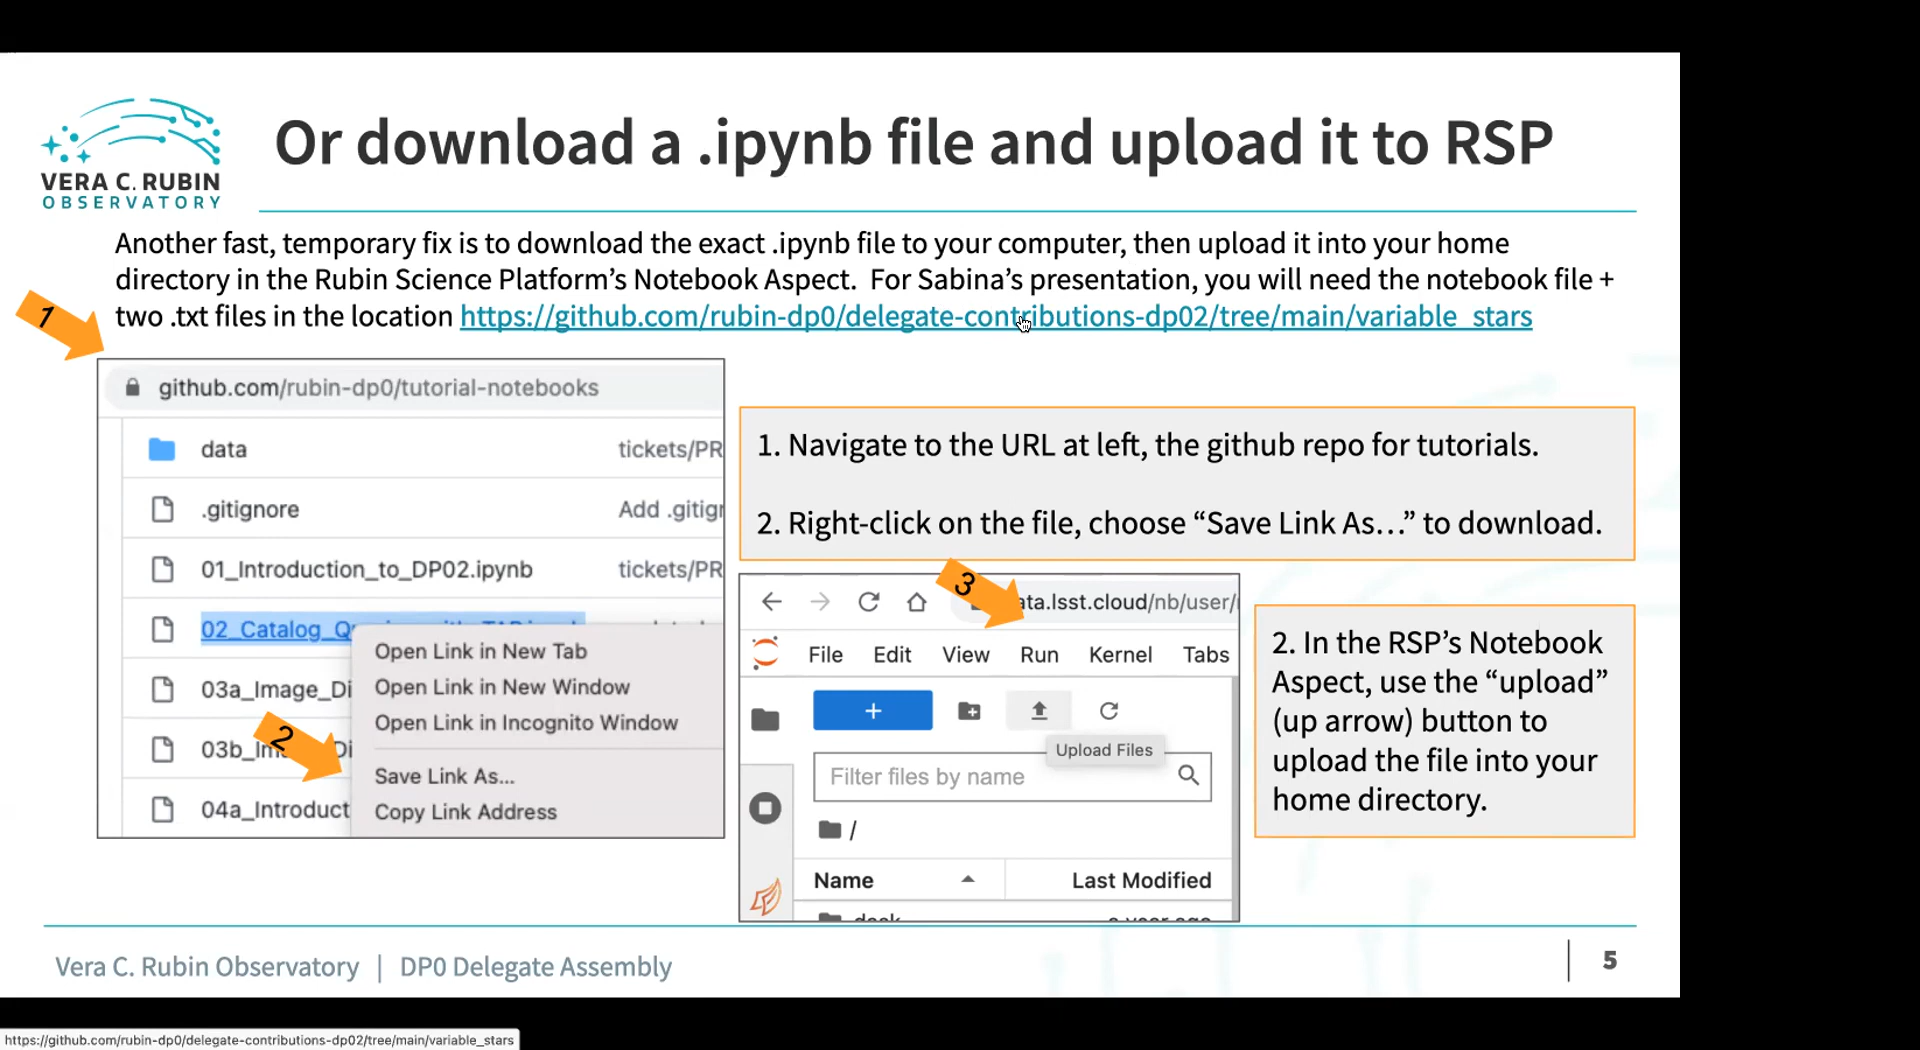 VERA C. RUBIN
OBSERVATORY
Or download a .ipynb file and upload it to RSP
Another fast, temporary fix is to download the exact .ipynb file to your computer, then upload it into your home
directory in the Rubin Science Platform's Notebook Aspect.  For Sabina's presentation, you will need the notebook file +
two .txt files in the location https://github.com/rubin-dp0/delegate-contributions-dp02/tree/main/variable_stars
1
github.com/rubin-dp0/tutorial-notebooks
data tickets/PR
.gitignore Add .gitigr
01_Introduction_to_DP02.ipynb tickets/PR
02_Catalog_Q
03a_Image_Di
03b_Im Di
04a_Introduct
Open Link in New Tab
Open Link in New Window
Open Link in Incognito Window
2
Save Link As...
Copy Link Address
1. Navigate to the URL at left, the github repo for tutorials.
2. Right-click on the file, choose “Save Link As…” to download.
3
ata.lsst.cloud/nb/user/
File Edit View Run Kernel Tabs
+
Upload Files
Filter files by name
/
Name Last Modified
2. In the RSP’s Notebook
Aspect, use the “upload”
(up arrow) button to
upload the file into your
home directory.
Vera C. Rubin Observatory | DP0 Delegate Assembly
5
https://github.com/rubin-dp0/delegate-contributions-dp02/tree/main/variable_stars